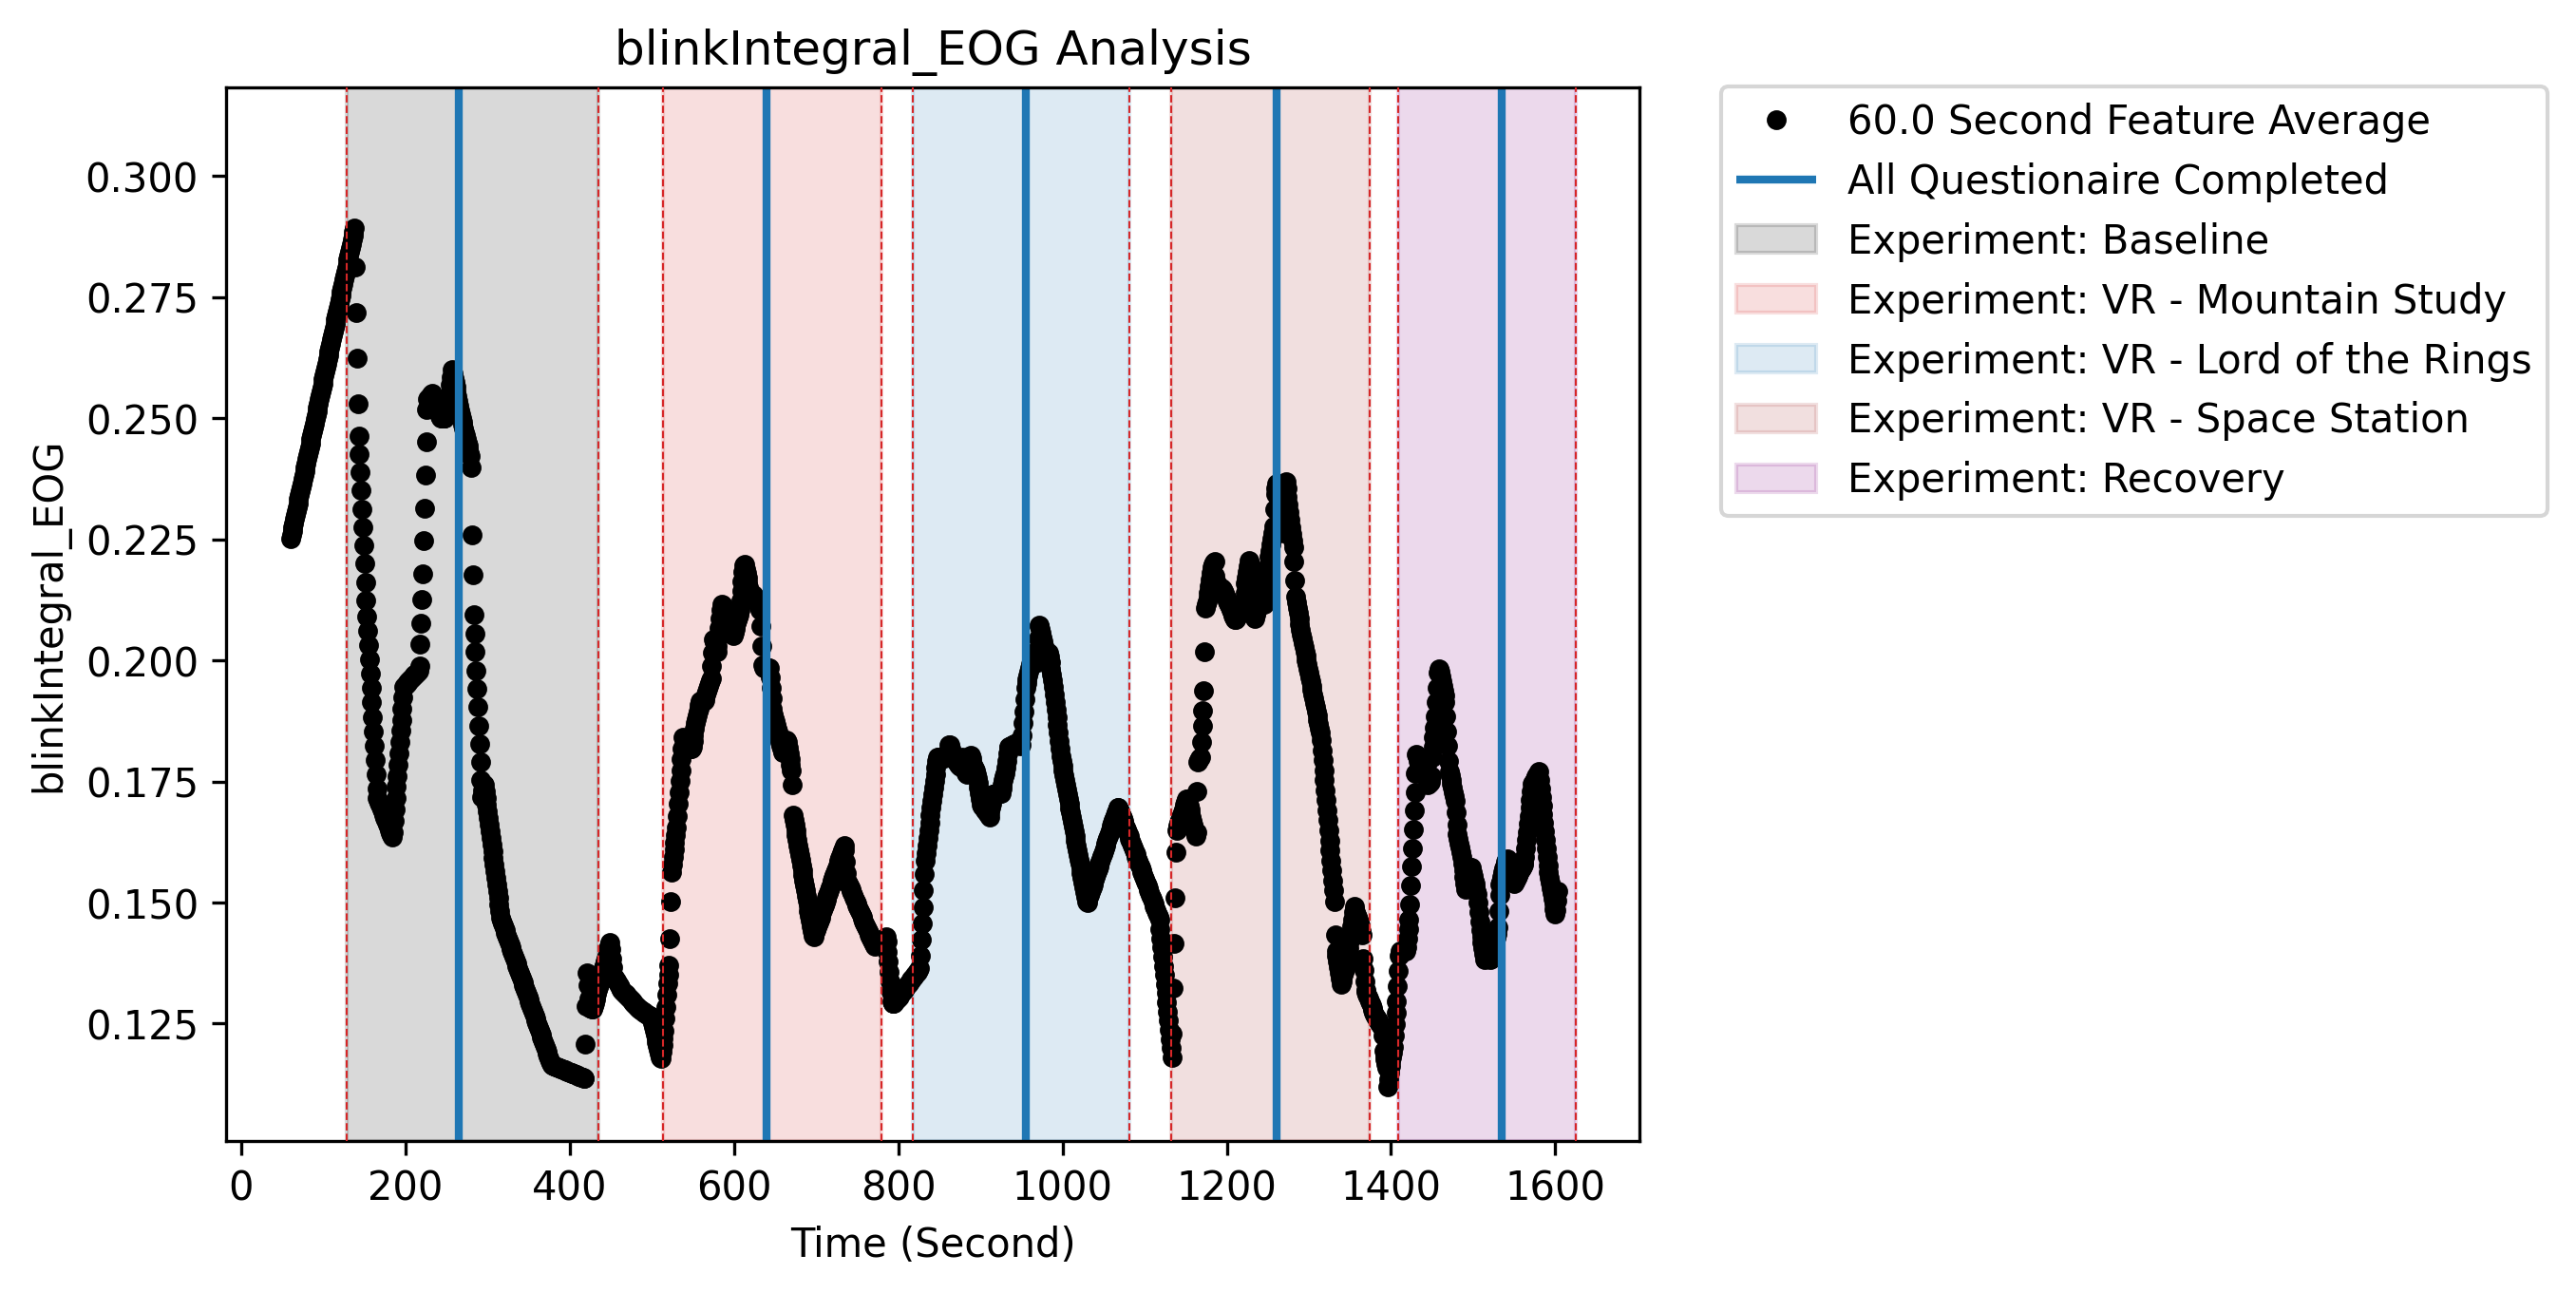 blinkIntegral_EOG Analysis
blinkIntegral_EOG
0.300
0.275
0.250
0.225
0.200
0.175
0.150
0.125
0 200 400 600 800 1000 1200 1400 1600
Time (Second)
60.0 Second Feature Average
All Questionaire Completed
Experiment: Baseline
Experiment: VR - Mountain Study
Experiment: VR - Lord of the Rings
Experiment: VR - Space Station
Experiment: Recovery